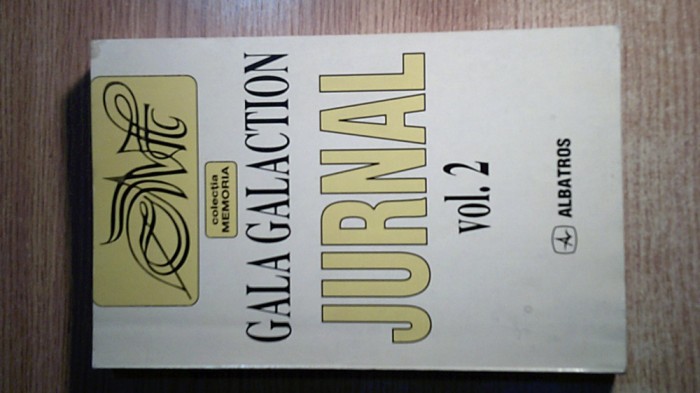 colecția
MEMORIA
GALA GALACTION
JURNAL
vol. 2
ALBATROS